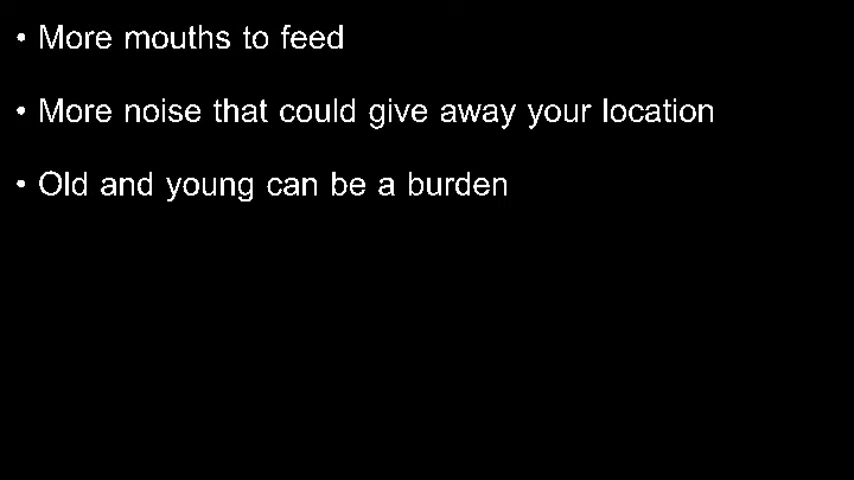 • More mouths to feed
• More noise that could give away your location
• Old and young can be a burden